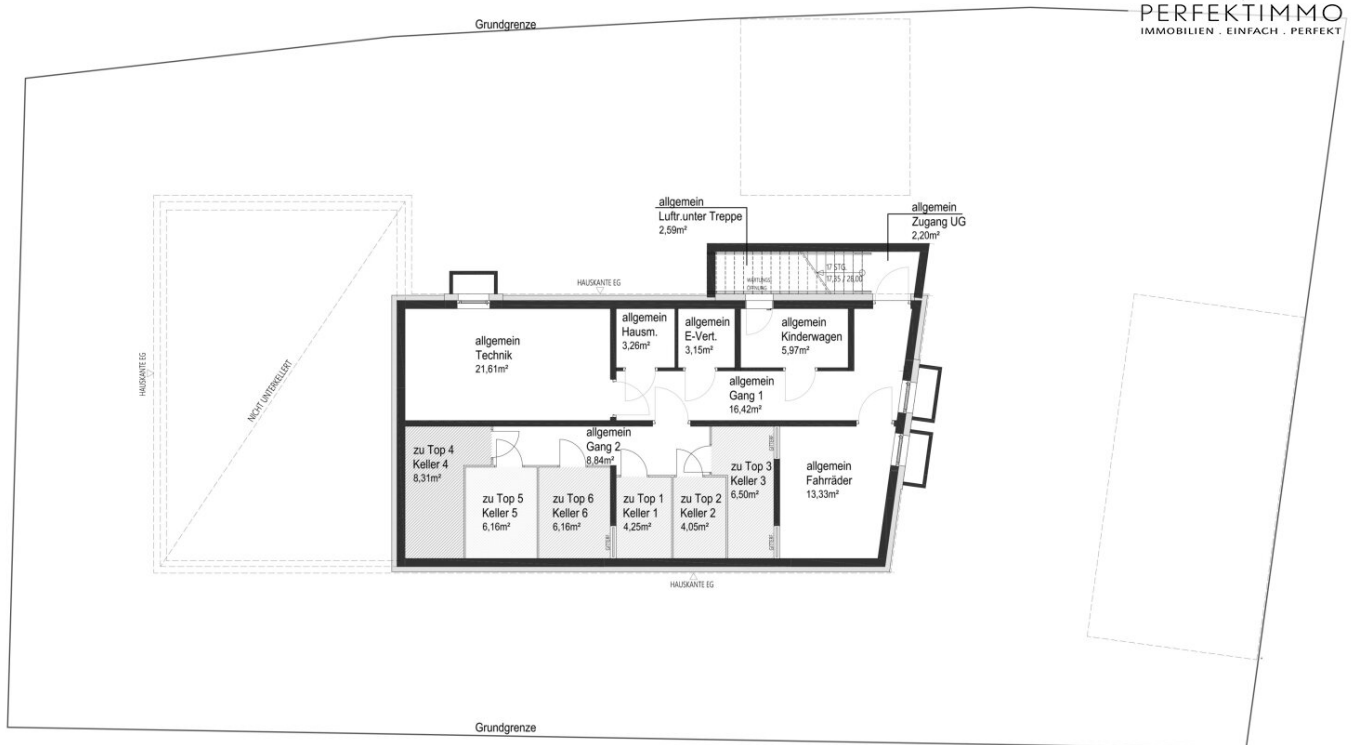 PERFEKTIMMO
IMMOBILIEN . EINFACH . PERFEKT
Grundgrenze
allgemein
Luftr.unter Treppe
2,59m²
allgemein
Zugang UG
2,20m²
17 STG.
HAUSKANTE EG
allgemein
Technik
21,61m²
allgemein
Hausm.
3,26m²
allgemein
E-Vert.
3,15m²
allgemein
Kinderwagen
5,97m²
HAUSKANTE EG
NICHT UNTERKELLERT
allgemein
Gang 1
16,42m²
allgemein
Gang 2
8,84m²
zu Top 4
Keller 4
8,31m²
zu Top 5
Keller 5
6,16m²
zu Top 6
Keller 6
6,16m²
zu Top 1
Keller 1
4,25m²
zu Top 2
Keller 2
4,05m²
zu Top 3
Keller 3
6,50m²
allgemein
Fahrräder
13,33m²
GITTER
GITTER
GITTER
HAUSKANTE EG
Grundgrenze